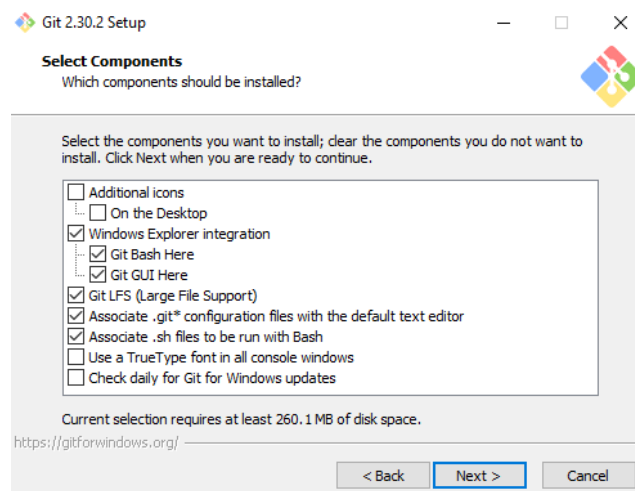 Git 2.30.2 Setup
Select Components
Which components should be installed?
Select the components you want to install; clear the components you do not want to
install. Click Next when you are ready to continue.
Additional icons
On the Desktop
Windows Explorer integration
Git Bash Here
Git GUI Here
Git LFS (Large File Support)
Associate .git* configuration files with the default text editor
Associate .sh files to be run with Bash
Use a TrueType font in all console windows
Check daily for Git for Windows updates
Current selection requires at least 260.1 MB of disk space.
https://gitforwindows.org/
< Back Next > Cancel